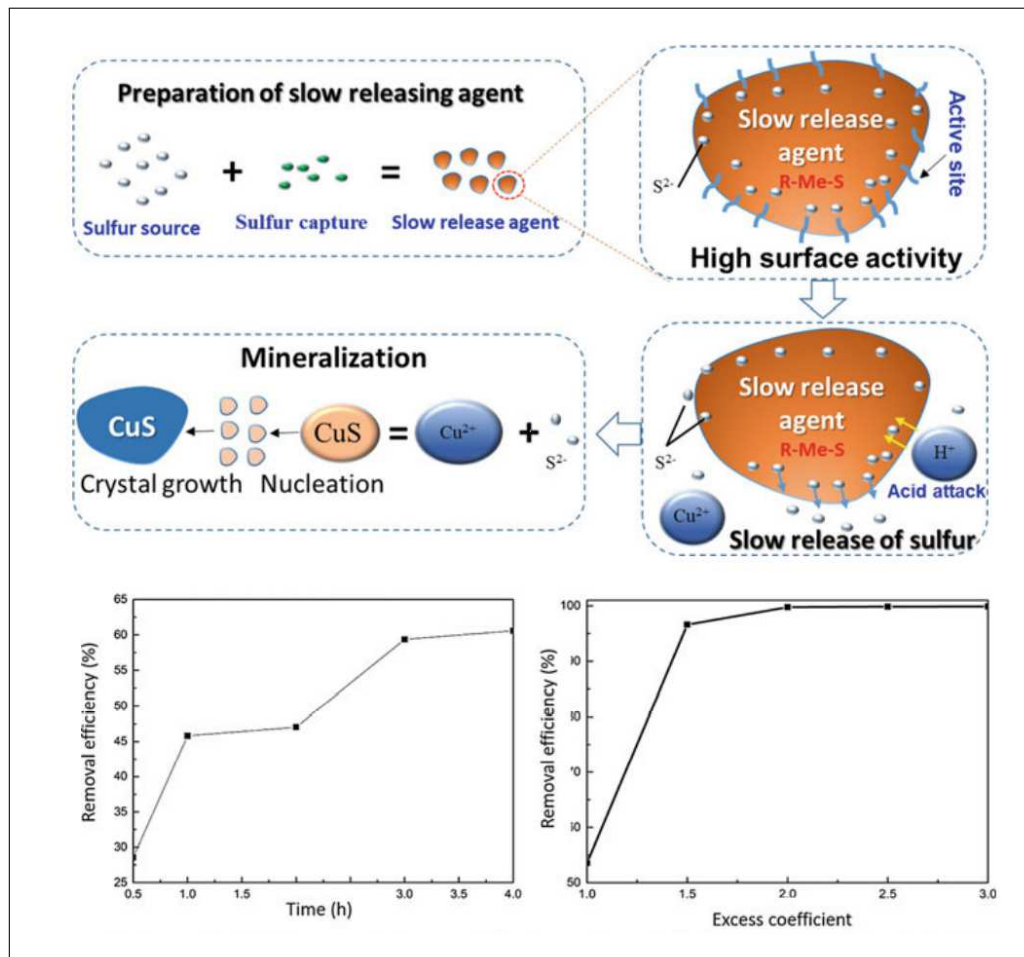 Preparation of slow releasing agent
+
=
Sulfur source
Sulfur capture
Slow release agent
Slow release
agent
R-Me-S
S²⁻
Active site
High surface activity
Mineralization
CuS
CuS
=
Cu²⁺
+
S²⁻
Crystal growth
Nucleation
Slow release
agent
R-Me-S
S²⁻
H⁺
Acid attack
Cu²⁺
Slow release of sulfur
Removal efficiency (%)
65
60
55
50
45
40
35
30
25
0.5
1.0
1.5
3.0
3.5
4.0
Time (h)
Removal efficiency (%)
100
90
80
70
60
50
1.0
1.5
2.0
2.5
3.0
Excess coefficient